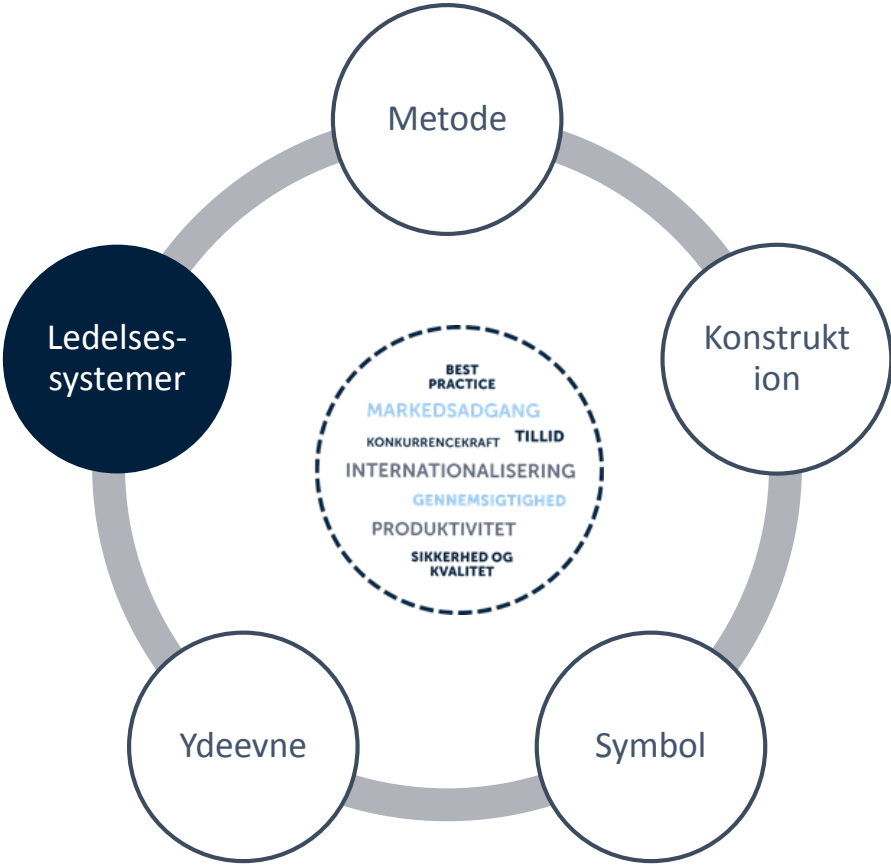 Metode
Ledelses-
systemer
Konstrukt
ion
BEST
PRACTICE
MARKEDSADGANG
KONKURRENCEKRAFT TILLID
INTERNATIONALISERING
GENNEMSIGTIGHED
PRODUKTIVITET
SIKKERHED OG
KVALITET
Ydeevne
Symbol